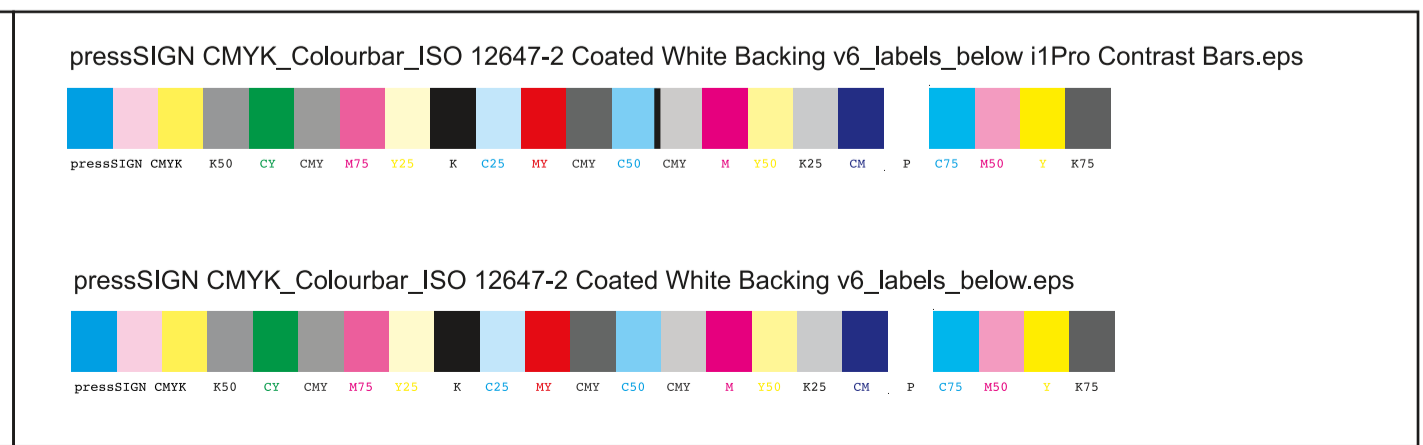 pressSIGN CMYK_Colourbar_ISO 12647-2 Coated White Backing v6_labels_below i1Pro Contrast Bars.eps
pressSIGN CMYK K50 CY CMY M75 Y25 K C25 MY CMY C50 CMY M Y50 K25 CM P C75 M50 Y K75
pressSIGN CMYK_Colourbar_ISO 12647-2 Coated White Backing v6_labels_below.eps
pressSIGN CMYK K50 CY CMY M75 Y25 K C25 MY CMY C50 CMY M Y50 K25 CM P C75 M50 Y K75